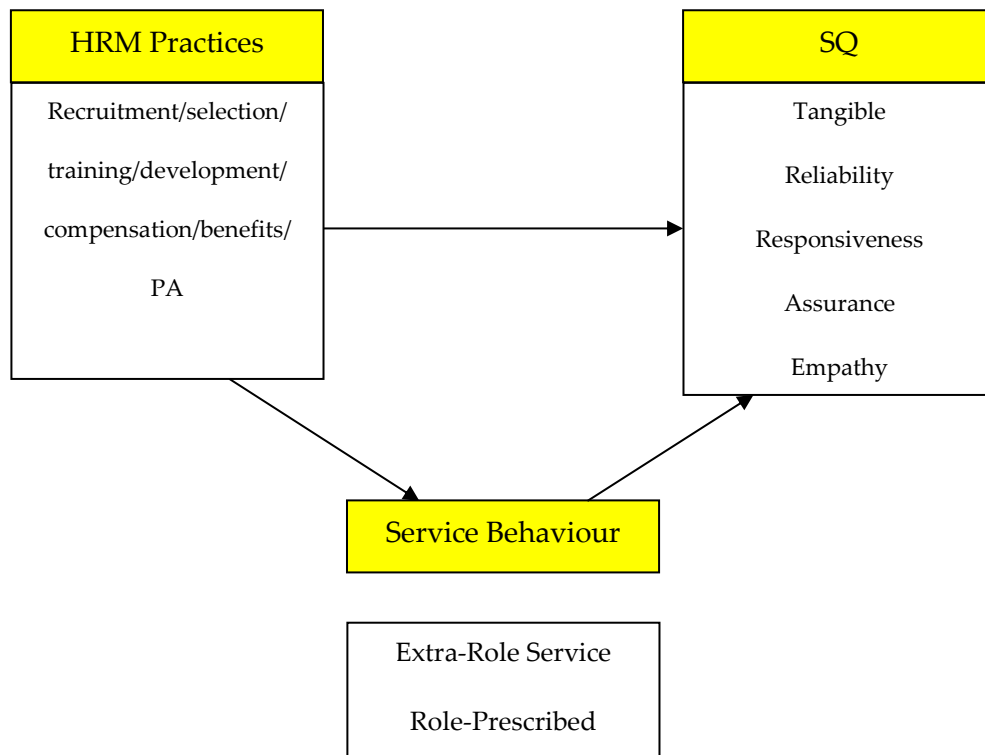 HRM Practices
Recruitment/selection/
training/development/
compensation/benefits/
PA
SQ
Tangible
Reliability
Responsiveness
Assurance
Empathy
Service Behaviour
Extra-Role Service
Role-Prescribed